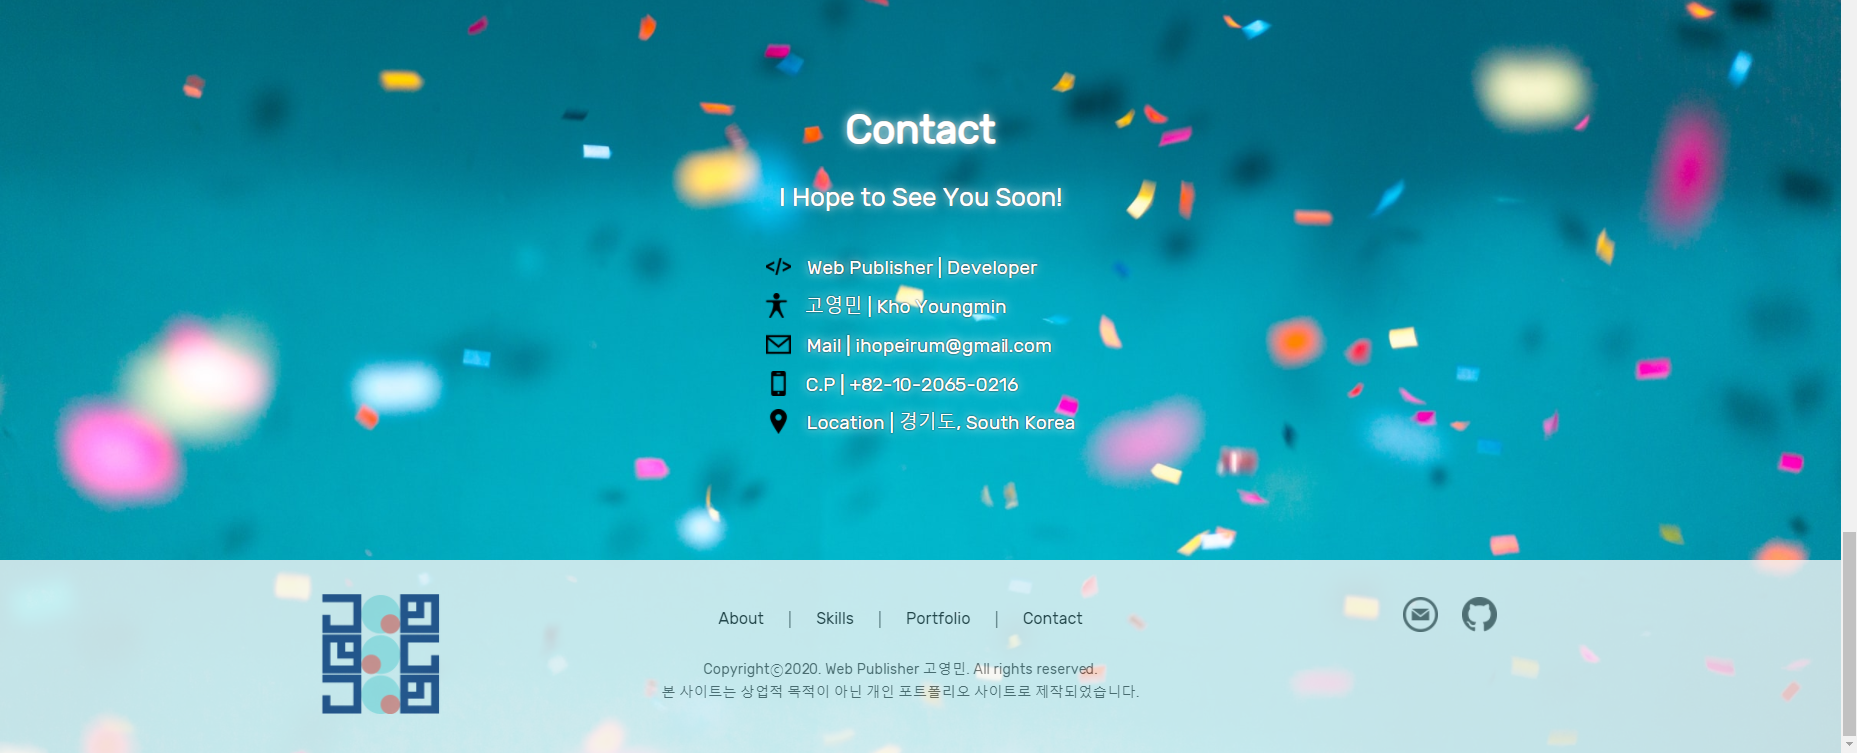 Contact
I Hope to See You Soon!
</> Web Publisher | Developer
고영민 | Kho Youngmin
Mail | ihopeirum@gmail.com
C.P | +82-10-2065-0216
Location | 경기도, South Korea
About | Skills | Portfolio | Contact
Copyrightⓒ2020. Web Publisher 고영민. All rights reserved.
본 사이트는 상업적 목적이 아닌 개인 포트폴리오 사이트로 제작되었습니다.